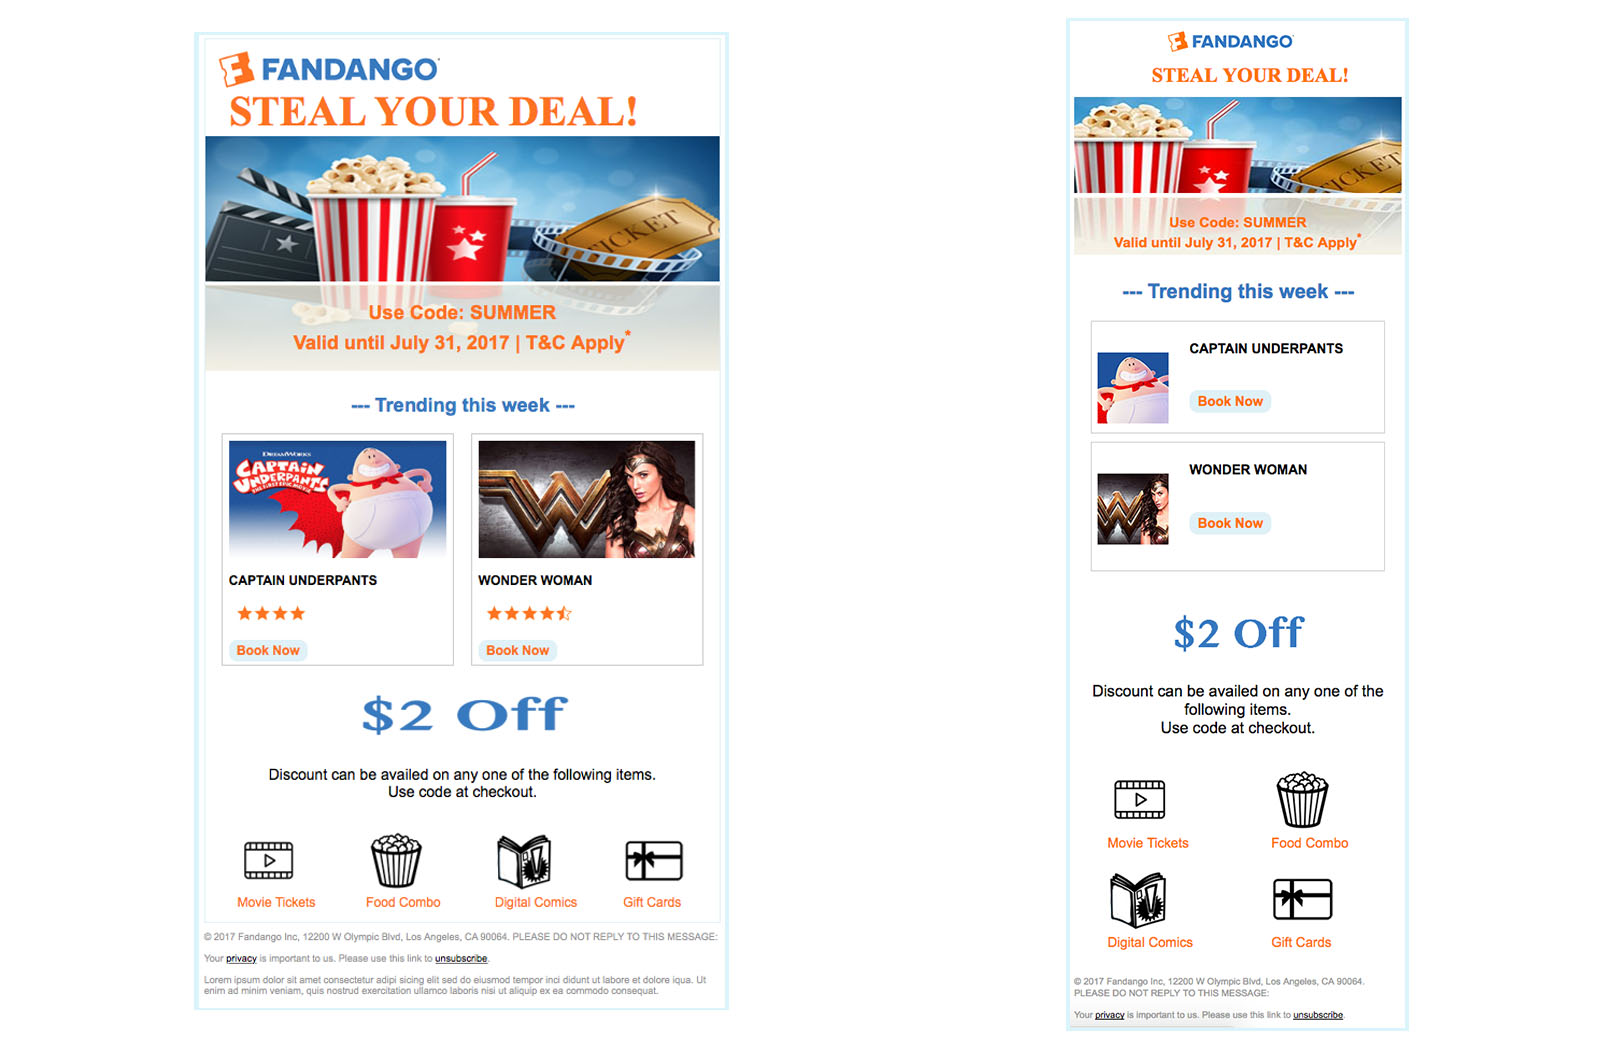 FANDANGO
STEAL YOUR DEAL!
TICKET
Use Code: SUMMER
Valid until July 31, 2017 | T&C Apply*
--- Trending this week ---
DREAMWORKS
CAPTAIN
UNDERPANTS
THE FIRST EPIC MOVIE
CAPTAIN UNDERPANTS
Book Now
WONDER WOMAN
Book Now
$2 Off
Discount can be availed on any one of the following items.
Use code at checkout.
Movie Tickets
Food Combo
Digital Comics
Gift Cards
© 2017 Fandango Inc, 12200 W Olympic Blvd, Los Angeles, CA 90064. PLEASE DO NOT REPLY TO THIS MESSAGE:
Your privacy is important to us. Please use this link to unsubscribe.
Lorem ipsum dolor sit amet consectetur adipi sicing elit sed do eiusmod tempor inci didunt ut labore et dolore iqua. Ut
enim ad minim veniam, quis nostrud exercitation ullamco laboris nisi ut aliquip ex ea commodo consequat.
FANDANGO
STEAL YOUR DEAL!
TICKET
Use Code: SUMMER
Valid until July 31, 2017 | T&C Apply*
--- Trending this week ---
CAPTAIN UNDERPANTS
Book Now
WONDER WOMAN
Book Now
$2 Off
Discount can be availed on any one of the
following items.
Use code at checkout.
Movie Tickets
Food Combo
Digital Comics
Gift Cards
© 2017 Fandango Inc, 12200 W Olympic Blvd, Los Angeles, CA 90064.
PLEASE DO NOT REPLY TO THIS MESSAGE:
Your privacy is important to us. Please use this link to unsubscribe.